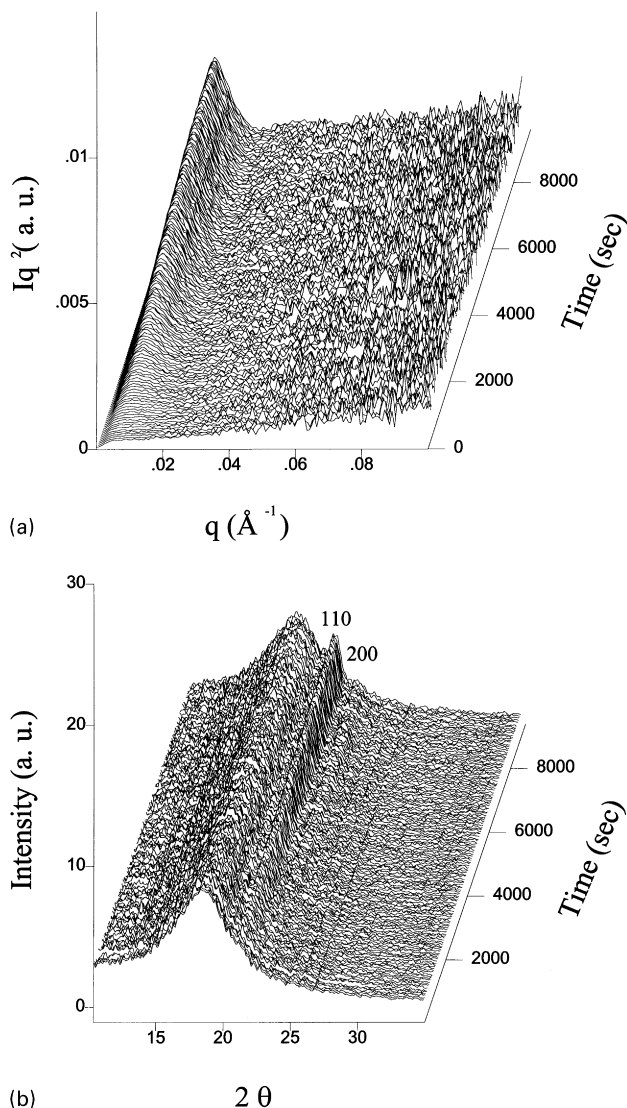 .01
.005
0
Iq ²( a. u.)
.02 .04 .06 .08
0
2000
4000
6000
8000
Time (sec)
(a) q (Å ⁻¹)
30
20
10
0
Intensity (a. u.)
110
200
15 20 25 30
2000
4000
6000
8000
Time (sec)
(b) 2 θ